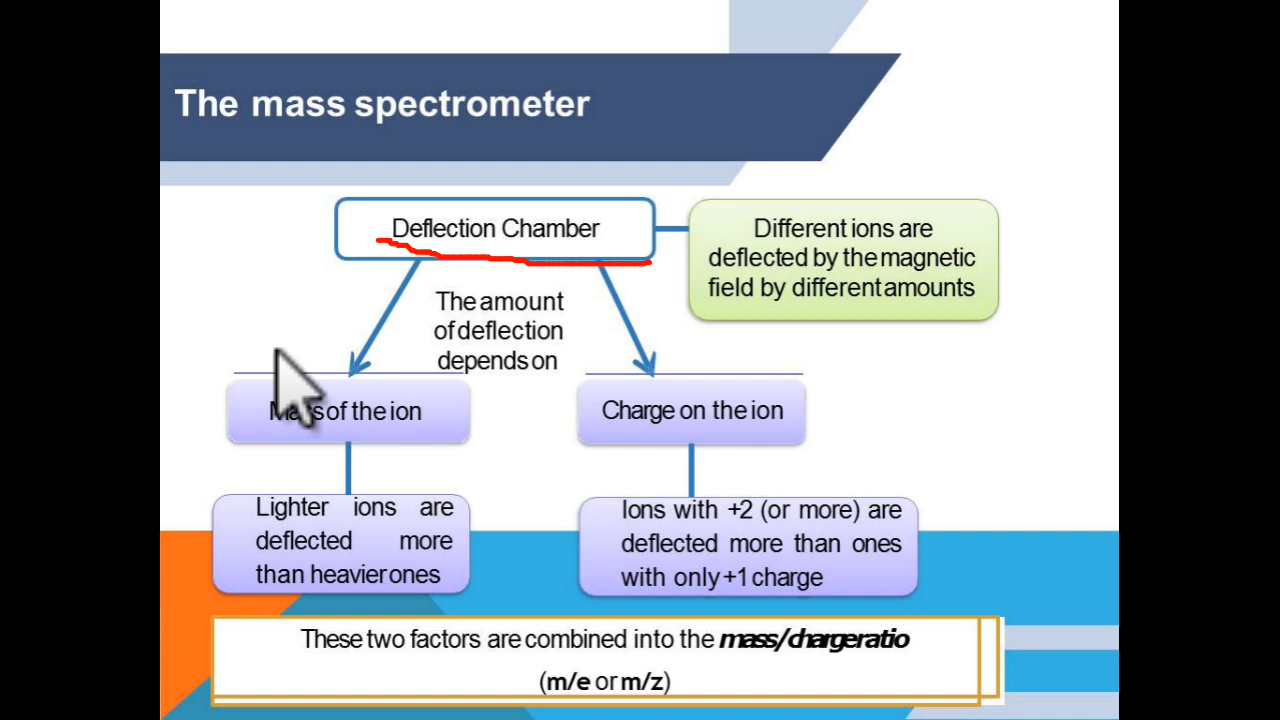 The mass spectrometer
Deflection Chamber
Different ions are
deflected by the magnetic
field by different amounts
The amount
of deflection
depends on
Mass of the ion
Charge on the ion
Lighter ions are
deflected more
than heavier ones
Ions with +2 (or more) are
deflected more than ones
with only +1 charge
These two factors are combined into the mass/charge ratio
(m/e or m/z)